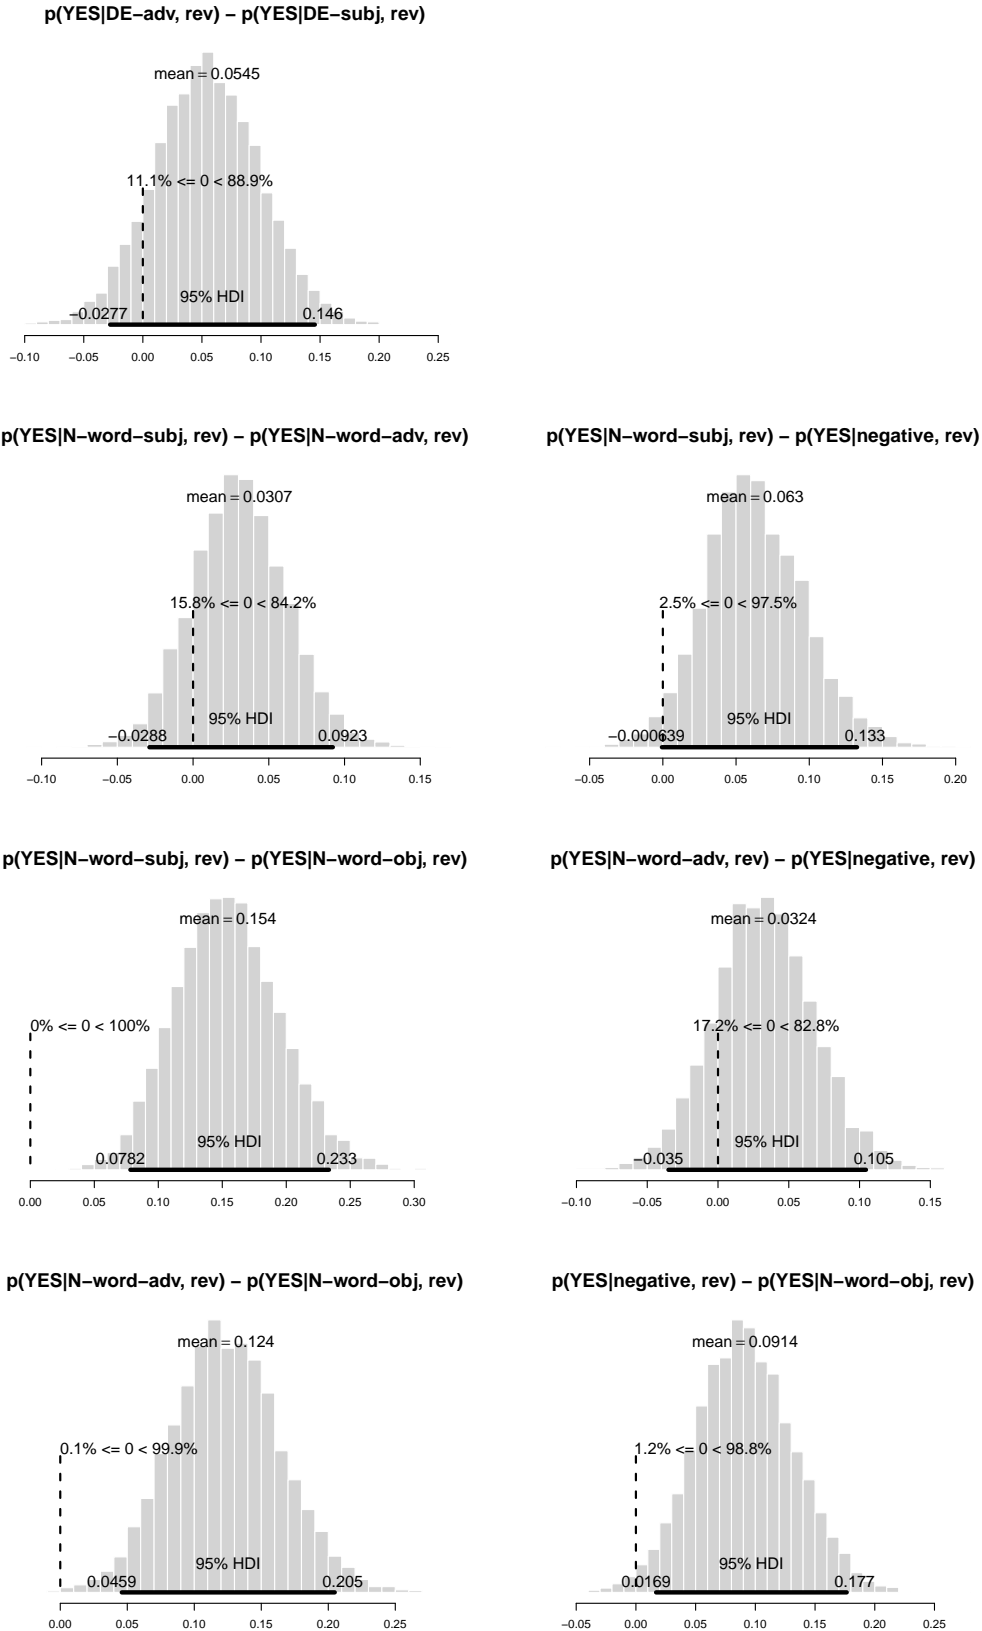 p(YES|DE−adv, rev) − p(YES|DE−subj, rev)
mean = 0.0545
11.1% <= 0 < 88.9%
95% HDI
−0.0277 0.146
−0.10 −0.05 0.00 0.05 0.10 0.15 0.20 0.25
p(YES|N−word−subj, rev) − p(YES|N−word−adv, rev)
mean = 0.0307
15.8% <= 0 < 84.2%
95% HDI
−0.0288 0.0923
−0.10 −0.05 0.00 0.05 0.10 0.15
p(YES|N−word−subj, rev) − p(YES|negative, rev)
mean = 0.063
2.5% <= 0 < 97.5%
95% HDI
−0.000639 0.133
−0.05 0.00 0.05 0.10 0.15 0.20
p(YES|N−word−subj, rev) − p(YES|N−word−obj, rev)
mean = 0.154
0% <= 0 < 100%
95% HDI
0.0782 0.233
0.00 0.05 0.10 0.15 0.20 0.25 0.30
p(YES|N−word−adv, rev) − p(YES|negative, rev)
mean = 0.0324
17.2% <= 0 < 82.8%
95% HDI
−0.035 0.105
−0.10 −0.05 0.00 0.05 0.10 0.15
p(YES|N−word−adv, rev) − p(YES|N−word−obj, rev)
mean = 0.124
0.1% <= 0 < 99.9%
95% HDI
0.0459 0.205
0.00 0.05 0.10 0.15 0.20 0.25
p(YES|negative, rev) − p(YES|N−word−obj, rev)
mean = 0.0914
1.2% <= 0 < 98.8%
95% HDI
0.0169 0.177
−0.05 0.00 0.05 0.10 0.15 0.20 0.25